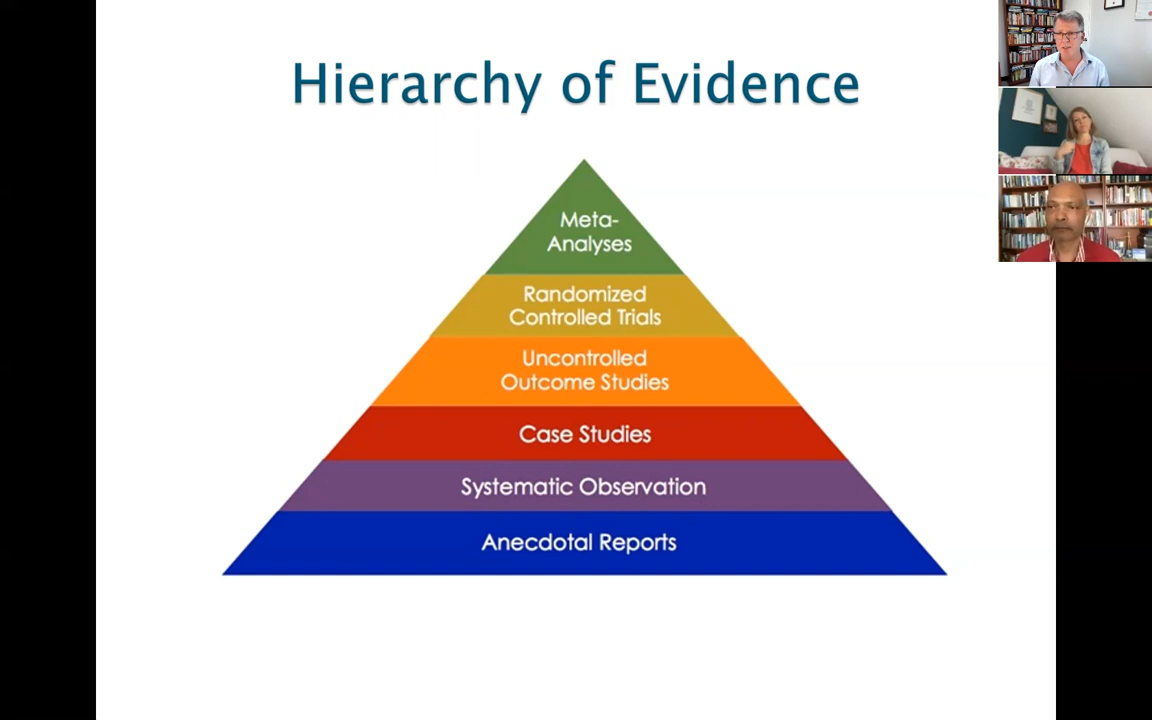 Hierarchy of Evidence
Meta-
Analyses
Randomized
Controlled Trials
Uncontrolled
Outcome Studies
Case Studies
Systematic Observation
Anecdotal Reports